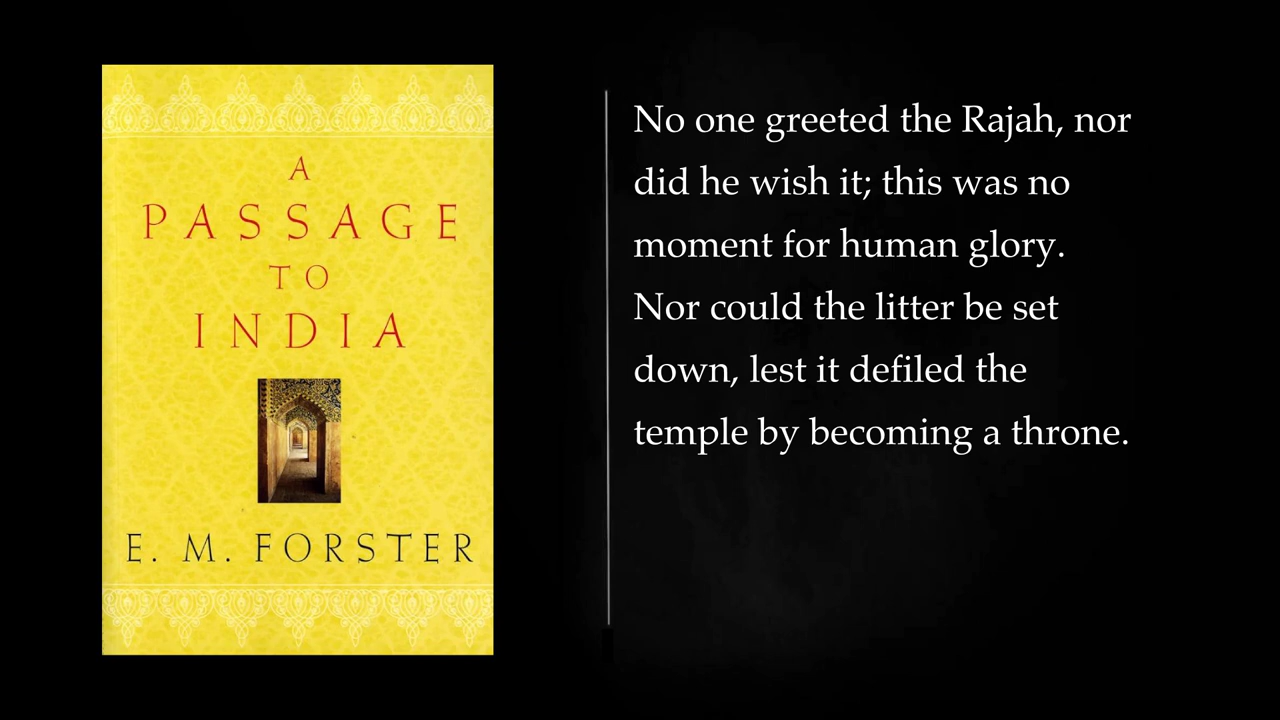 A
PASSAGE
TO
INDIA
E. M. FORSTER
No one greeted the Rajah, nor
did he wish it; this was no
moment for human glory.
Nor could the litter be set
down, lest it defiled the
temple by becoming a throne.